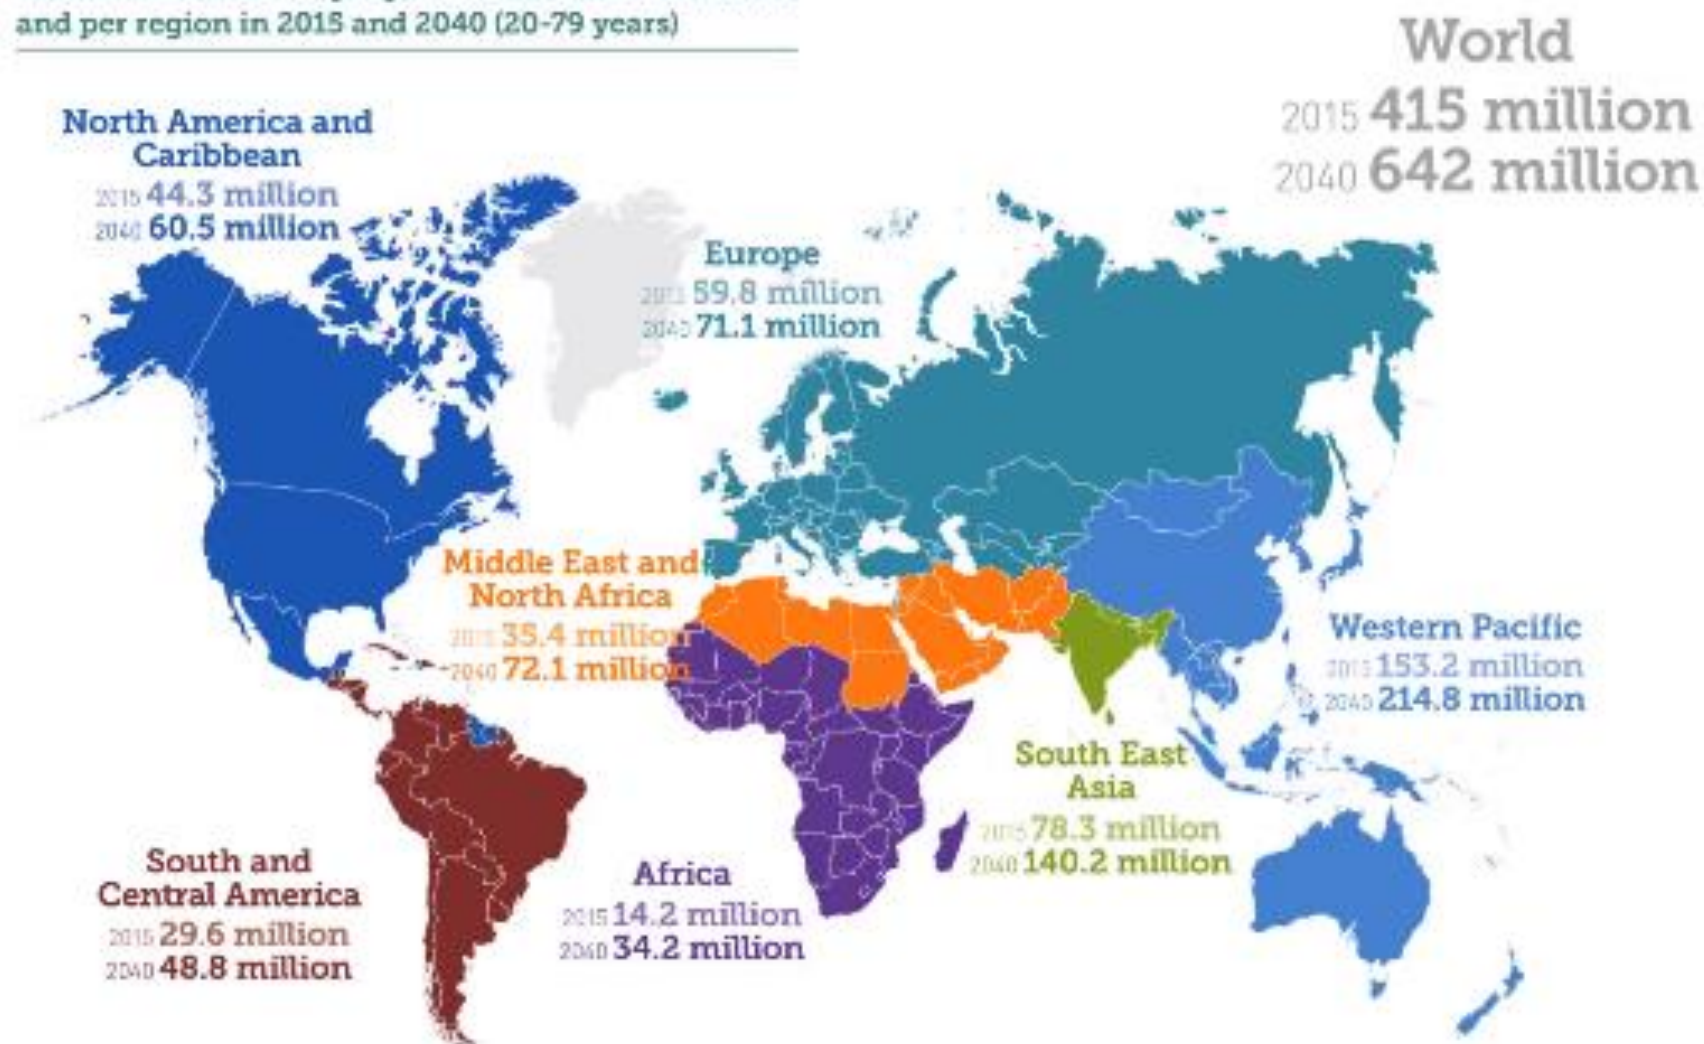 and per region in 2015 and 2040 (20-79 years)
World
2015 415 million
2040 642 million
North America and
Caribbean
2015 44.3 million
2040 60.5 million
Europe
2015 59.8 million
2040 71.1 million
Middle East and
North Africa
2015 35.4 million
2040 72.1 million
Western Pacific
2015 153.2 million
2040 214.8 million
South East
Asia
2015 78.3 million
2040 140.2 million
South and
Central America
2015 29.6 million
2040 48.8 million
Africa
2015 14.2 million
2040 34.2 million